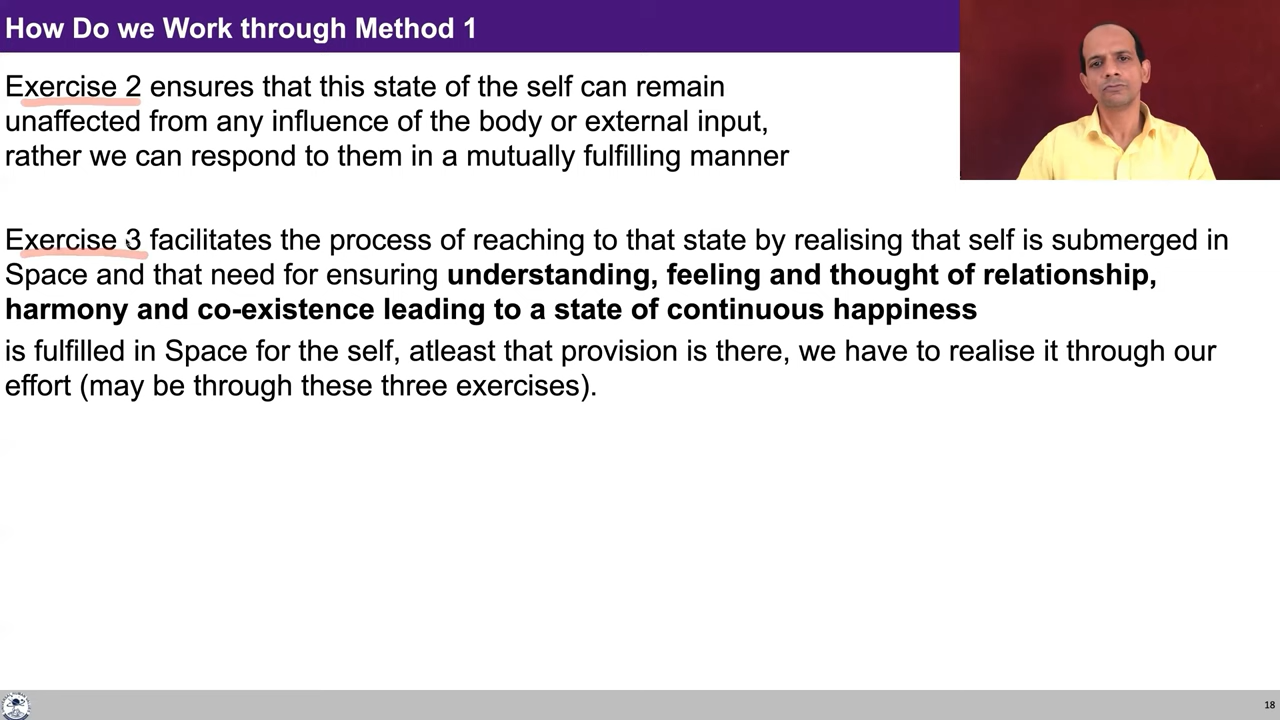 How Do we Work through Method 1
Exercise 2 ensures that this state of the self can remain
unaffected from any influence of the body or external input,
rather we can respond to them in a mutually fulfilling manner
Exercise 3 facilitates the process of reaching to that state by realising that self is submerged in
Space and that need for ensuring understanding, feeling and thought of relationship,
harmony and co-existence leading to a state of continuous happiness
is fulfilled in Space for the self, atleast that provision is there, we have to realise it through our
effort (may be through these three exercises).
18